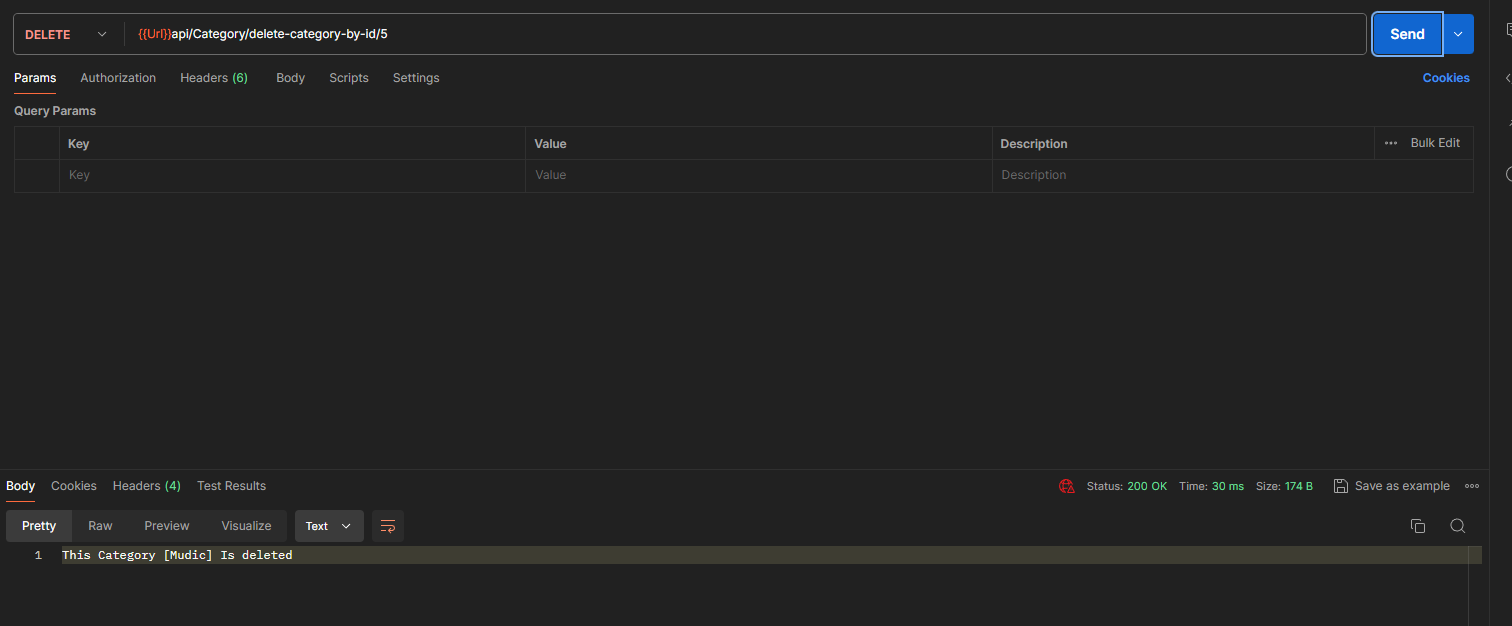 DELETE {{Url}}api/Category/delete-category-by-id/5 Send
Params Authorization Headers (6) Body Scripts Settings Cookies
Query Params
Key Value Description Bulk Edit
Key Value Description
Body Cookies Headers (4) Test Results Status: 200 OK Time: 30 ms Size: 174 B Save as example
Pretty Raw Preview Visualize Text
1 This Category [Mudic] Is deleted